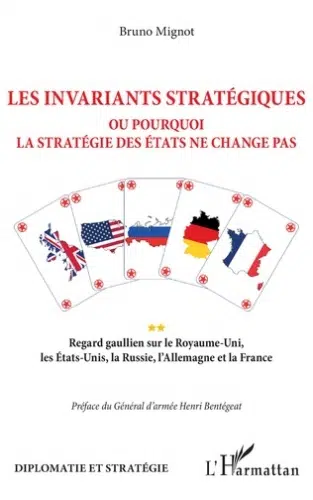 Bruno Mignot
LES INVARIANTS STRATÉGIQUES
OU POURQUOI
LA STRATÉGIE DES ÉTATS NE CHANGE PAS
Regard gaullien sur le Royaume-Uni,
les États-Unis, la Russie, l'Allemagne et la France
Préface du Général d'armée Henri Bentégeat
DIPLOMATIE ET STRATÉGIE
L'Harmattan